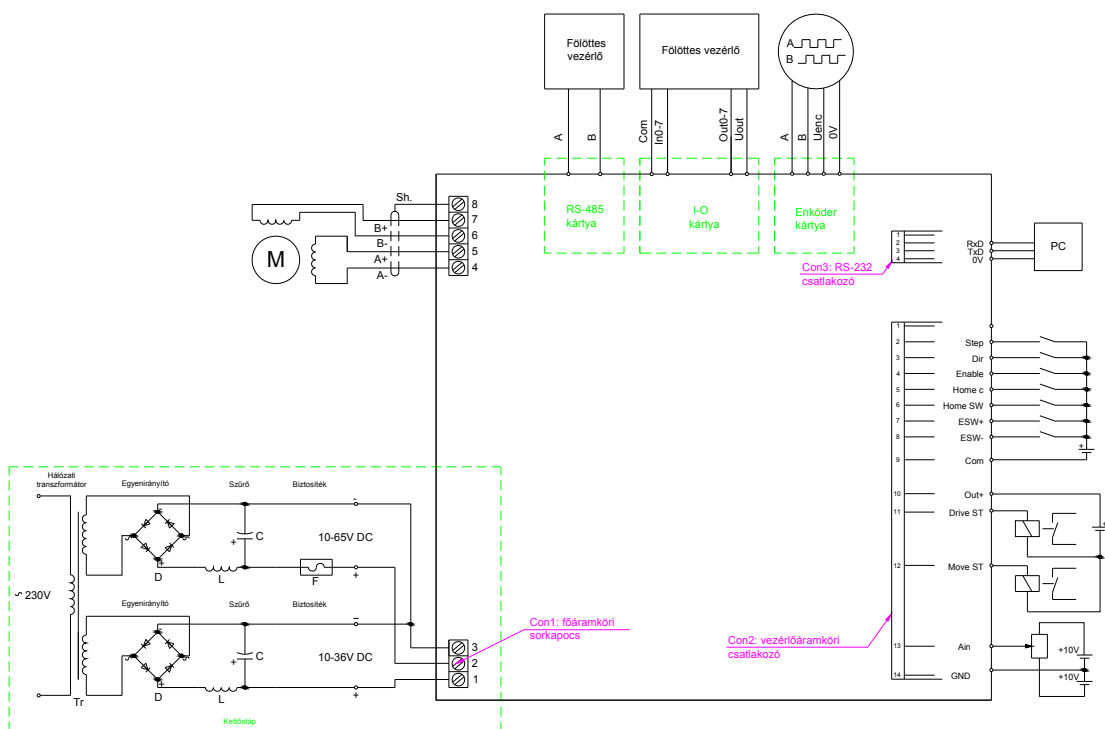 Fölöttes
vezérlő
Fölöttes vezérlő
A
B
A
B
Com
In0-7
Out0-7
Uout
A
B
Uenc
0V
RS-485
kártya
I-O
kártya
Enkóder
kártya
Sh.
B+
B-
A+
A-
8
7
6
5
4
M
1
2
3
4
RxD
TxD
0V
PC
Con3: RS-232
csatlakozó
1
2 Step
3 Dir
4 Enable
5 Home c
6 Home SW
7 ESW+
8 ESW-
9 Com
+
10 Out+
11 Drive ST
+
12 Move ST
13 Ain
14 GND
+10V
+10V
Con2: vezérlőáramköri
csatlakozó
Con1: főáramköri
sorkapocs
3
2
1
Hálózati
transzformátor
Egyenirányító
Szűrő
Biztosíték
-
+ C
10-65V DC
+
D
L
F
+
~ 230V
Egyenirányító
Szűrő
Biztosíték
-
+ C
10-36V DC
+
D
L
+
Tr
Kettőstáp